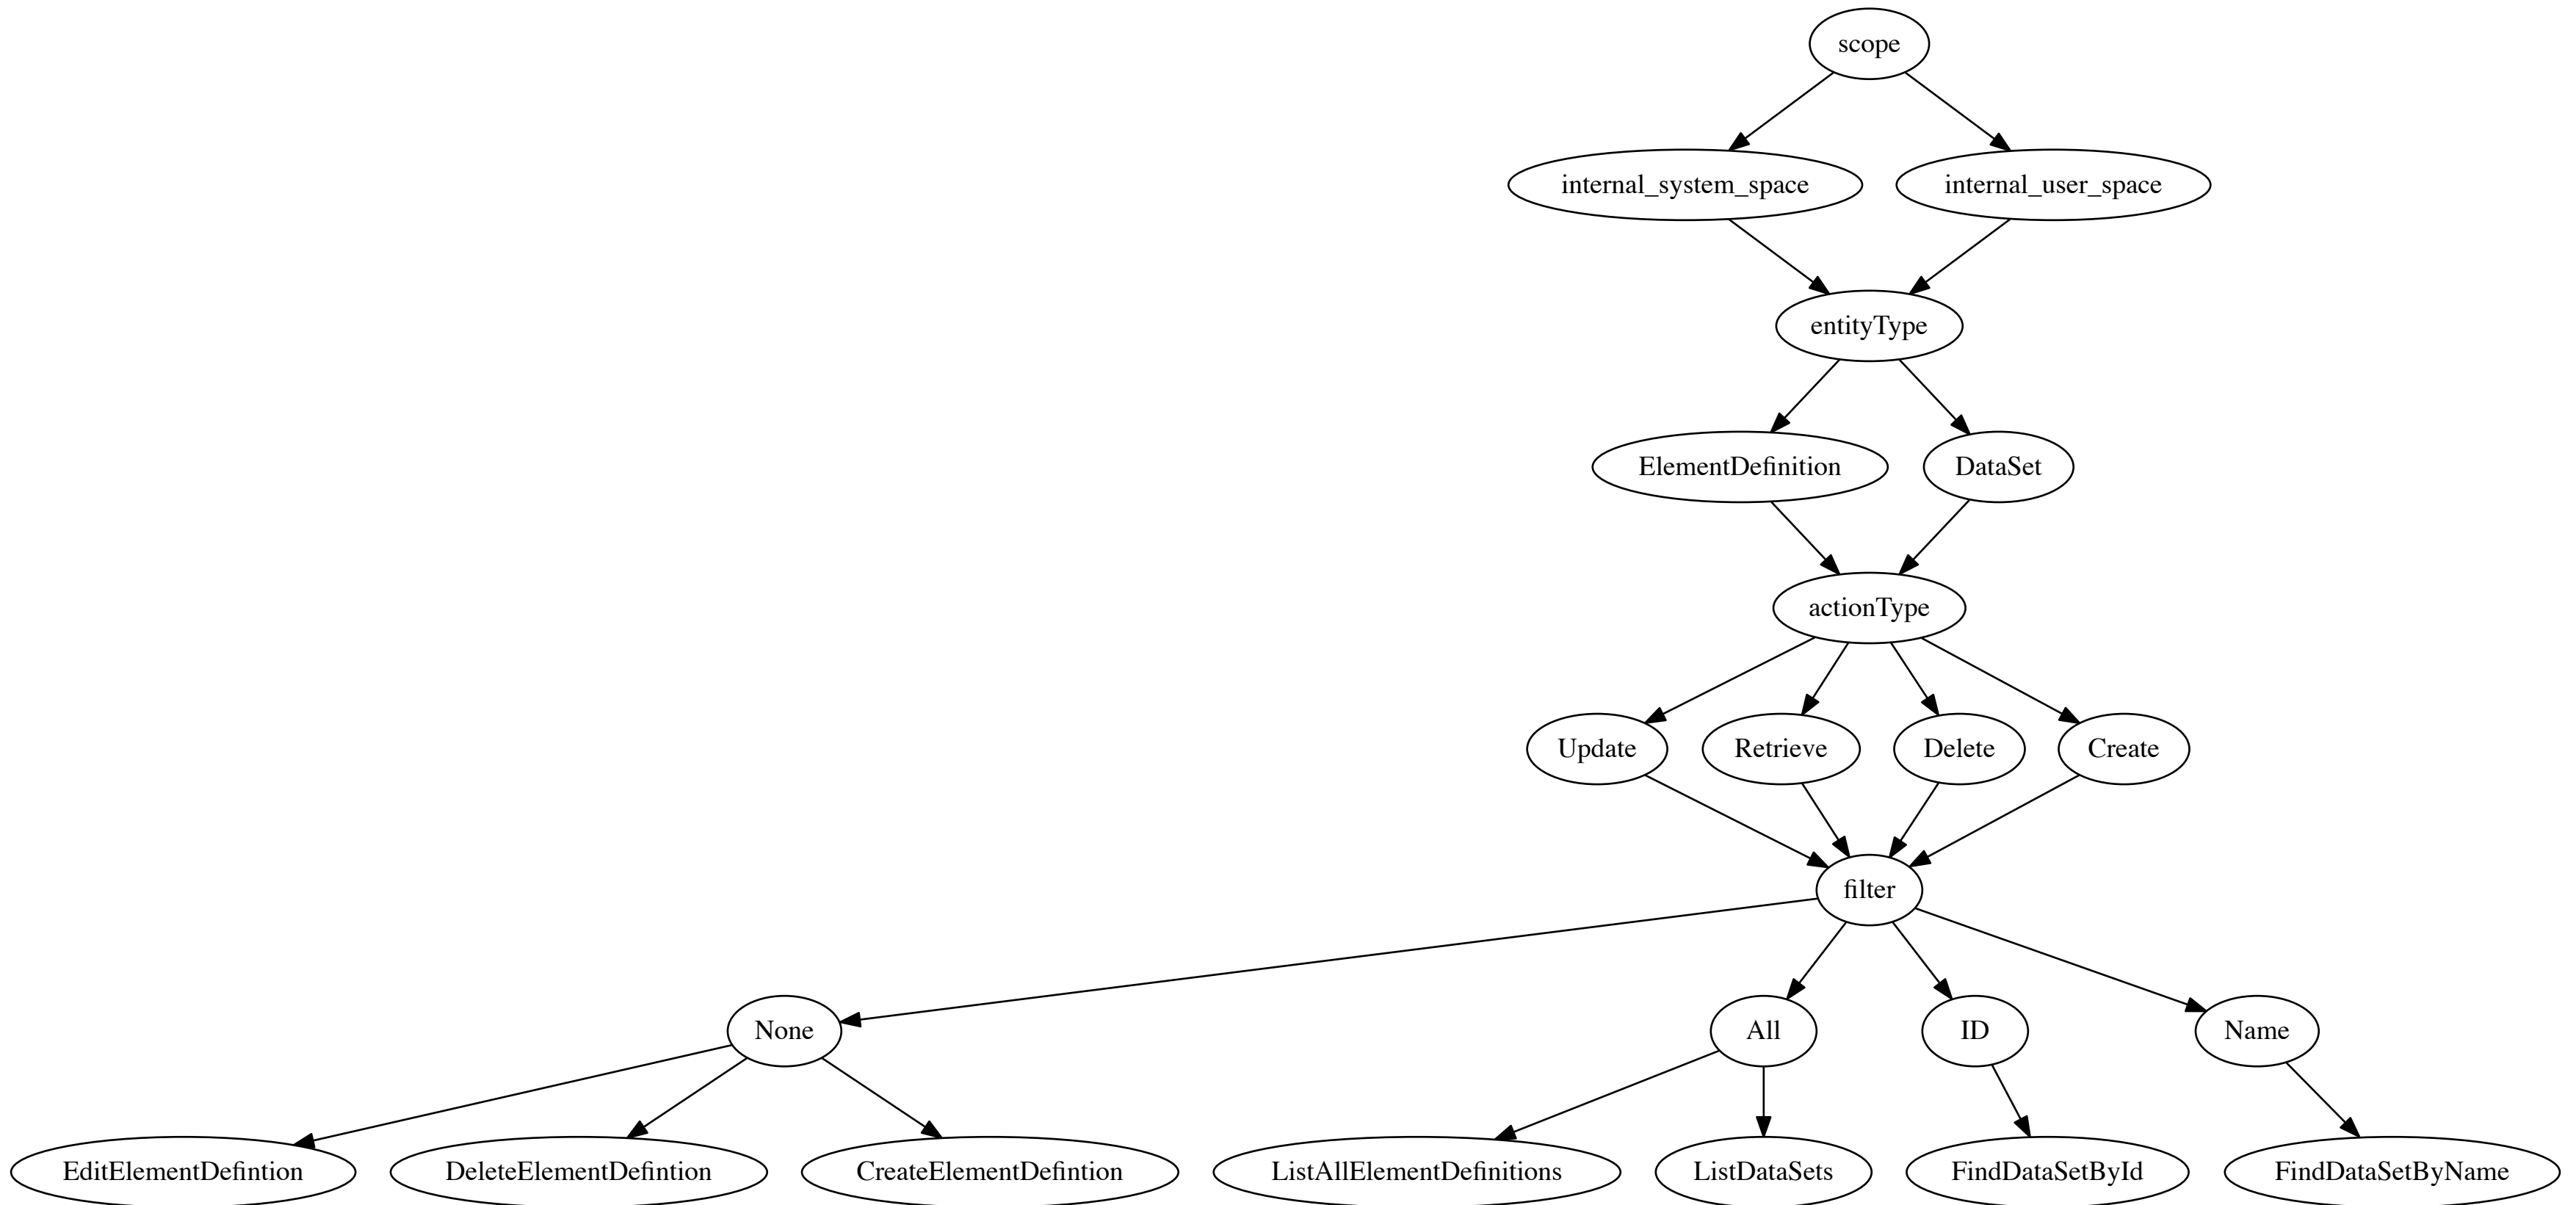 scope
internal_system_space
internal_user_space
entityType
ElementDefinition
DataSet
actionType
Update
Retrieve
Delete
Create
filter
None
All
ID
Name
EditElementDefintion
DeleteElementDefintion
CreateElementDefintion
ListAllElementDefinitions
ListDataSets
FindDataSetById
FindDataSetByName